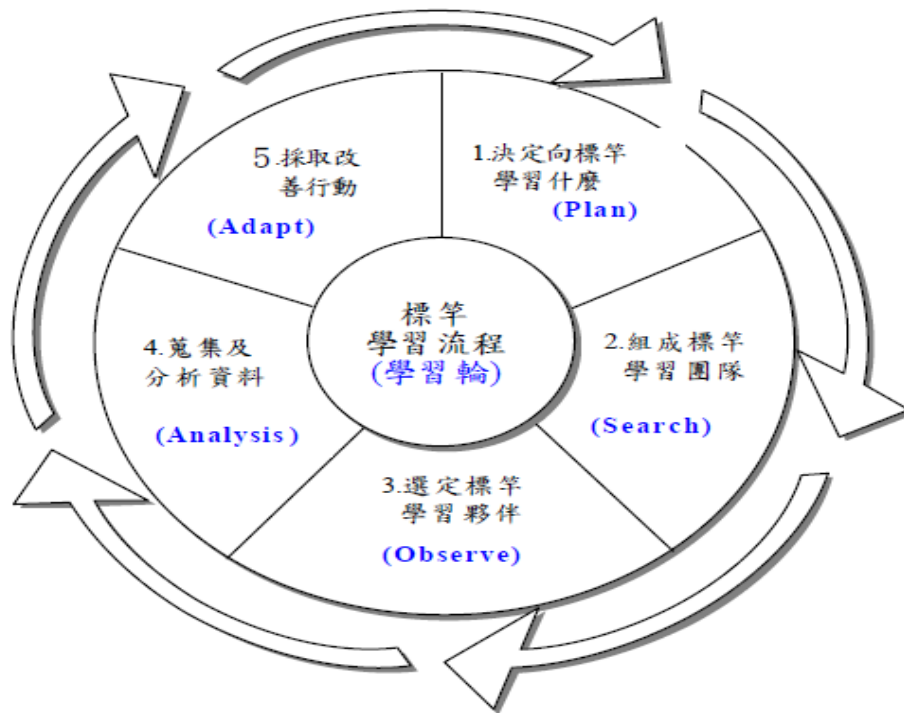 標竿
學習流程
(學習輪)
1.決定向標竿
學習什麼
(Plan)
2.組成標竿
學習團隊
(Search)
3.選定標竿
學習夥伴
(Observe)
4.蒐集及
分析資料
(Analysis)
5.採取改
善行動
(Adapt)